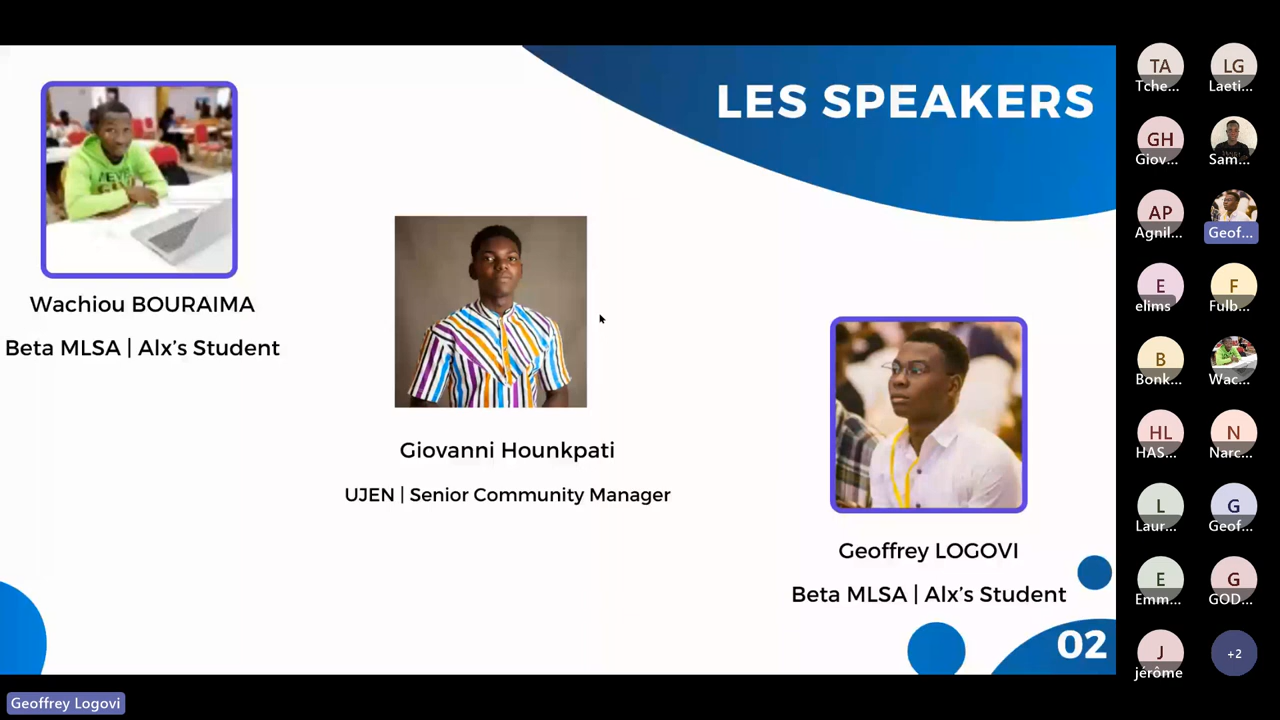 LES SPEAKERS
Wachiou BOURAIMA
Beta MLSA | Alx's Student
Giovanni Hounkpati
UJEN | Senior Community Manager
Geoffrey LOGOVI
Beta MLSA | Alx's Student
02
TA
Tche...
LG
Laeti...
GH
Giov...
Sam...
AP
Agnil...
Geof...
E
elims
F
Fulb...
B
Bonk...
Wac...
HL
HAS...
N
Narc...
L
Laur...
G
Geof...
E
Emm...
G
GOD...
J
jérôme
+2
Geoffrey Logovi